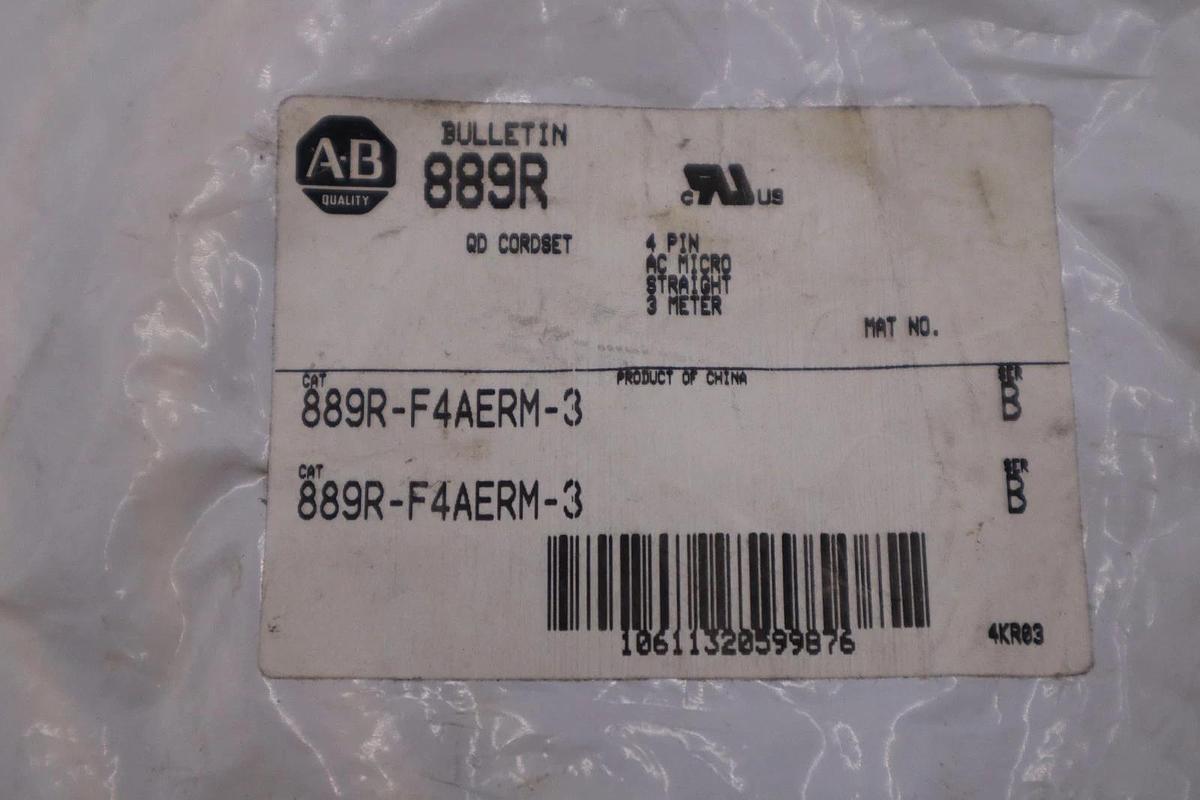 A-B
QUALITY
BULLETIN
889R
c UR US
QD CORDSET
4 PIN
AC MICRO
STRAIGHT
3 METER
MAT NO.
CAT
PRODUCT OF CHINA
SER
889R-F4AERM-3
B
CAT
SER
889R-F4AERM-3
B
10611320599876
4KR03